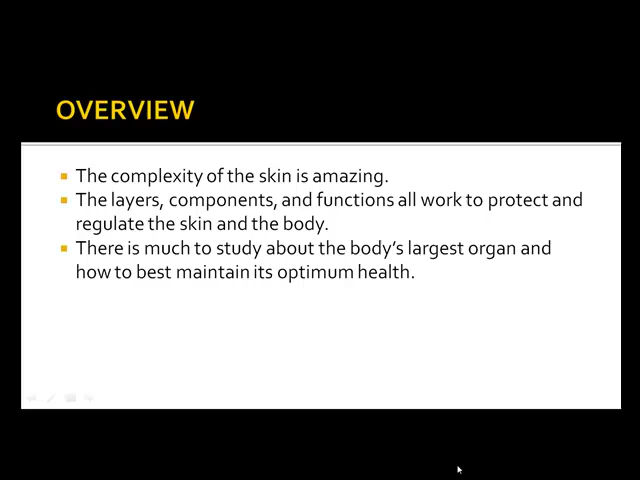 OVERVIEW
The complexity of the skin is amazing.
The layers, components, and functions all work to protect and
regulate the skin and the body.
There is much to study about the body's largest organ and
how to best maintain its optimum health.